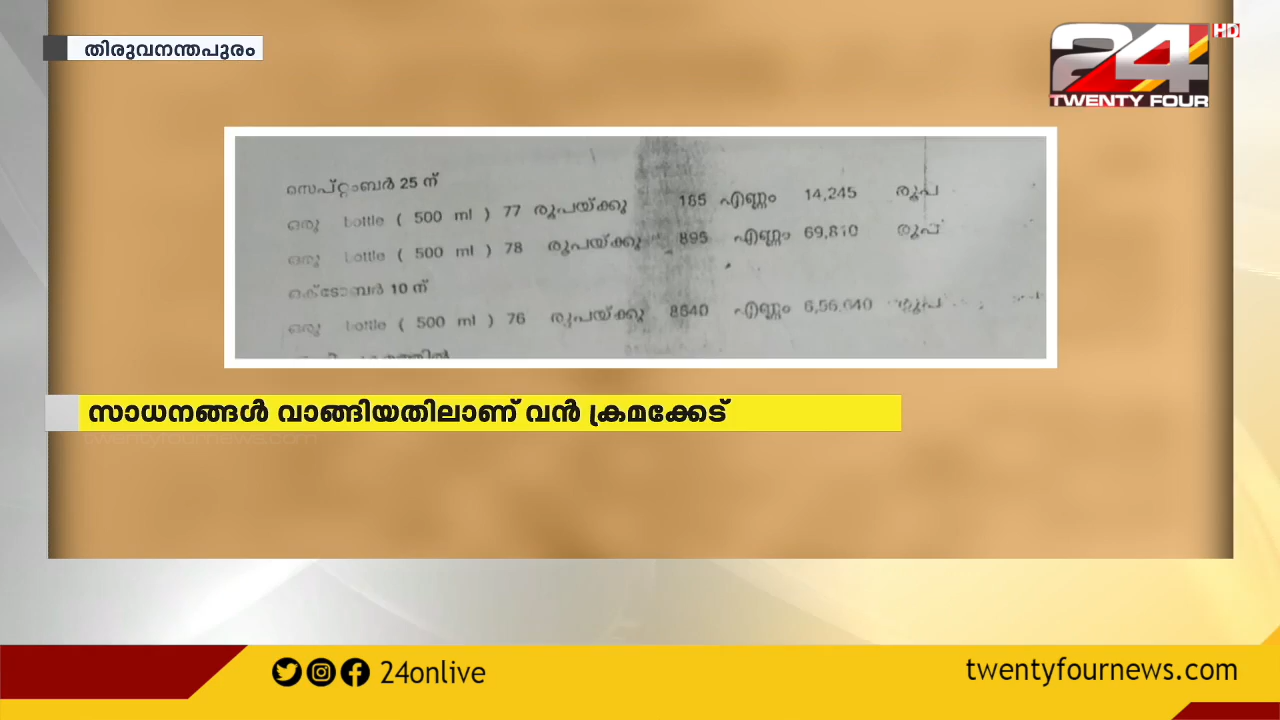 തിരുവനന്തപുരം
24 HD
TWENTY FOUR
സെപ്റ്റംബർ 25 ന്
ഒരു bottle ( 500 ml ) 77 രൂപയ്ക്കു 185 എണ്ണം 14,245 രൂപ
ഒരു bottle ( 500 ml ) 78 രൂപയ്ക്കു 895 എണ്ണം 69,810 രൂപ
ഒക്ടോബർ 10 ന്
ഒരു bottle ( 500 ml ) 76 രൂപയ്ക്കു 8640 എണ്ണം 6,56,640 രൂപ
സാധനങ്ങൾ വാങ്ങിയതിലാണ് വൻ ക്രമക്കേട്
twentyfournews.com
24onlive
twentyfournews.com